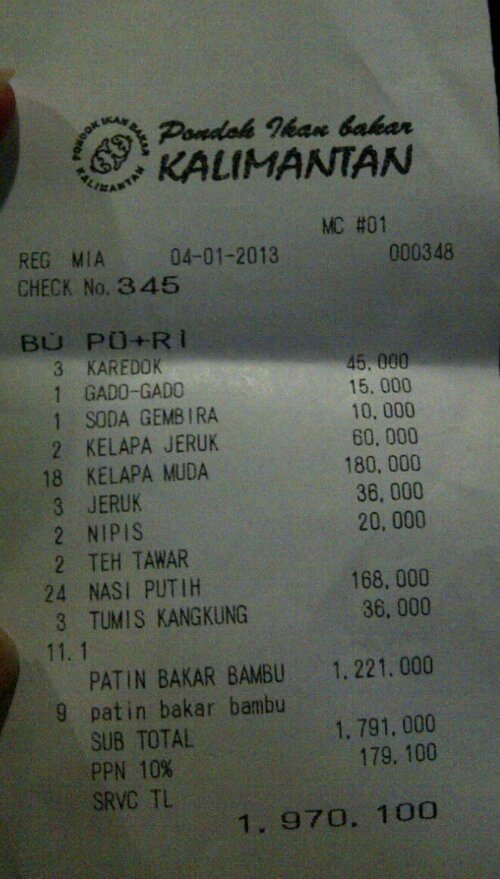 PONDOK IKAN BAKAR
KALIMANTAN
Pondok Ikan bakar
KALIMANTAN
MC #01
REG MIA 04-01-2013 000348
CHECK No. 345
BU PU+RI
3 KAREDOK 45,000
1 GADO-GADO 15,000
1 SODA GEMBIRA 10,000
2 KELAPA JERUK 60,000
18 KELAPA MUDA 180,000
3 JERUK 36,000
2 NIPIS 20,000
2 TEH TAWAR
24 NASI PUTIH 168,000
3 TUMIS KANGKUNG 36,000
11.1
PATIN BAKAR BAMBU 1,221,000
9 patin bakar bambu
SUB TOTAL 1,791,000
PPN 10% 179,100
SRVC TL
1,970,100